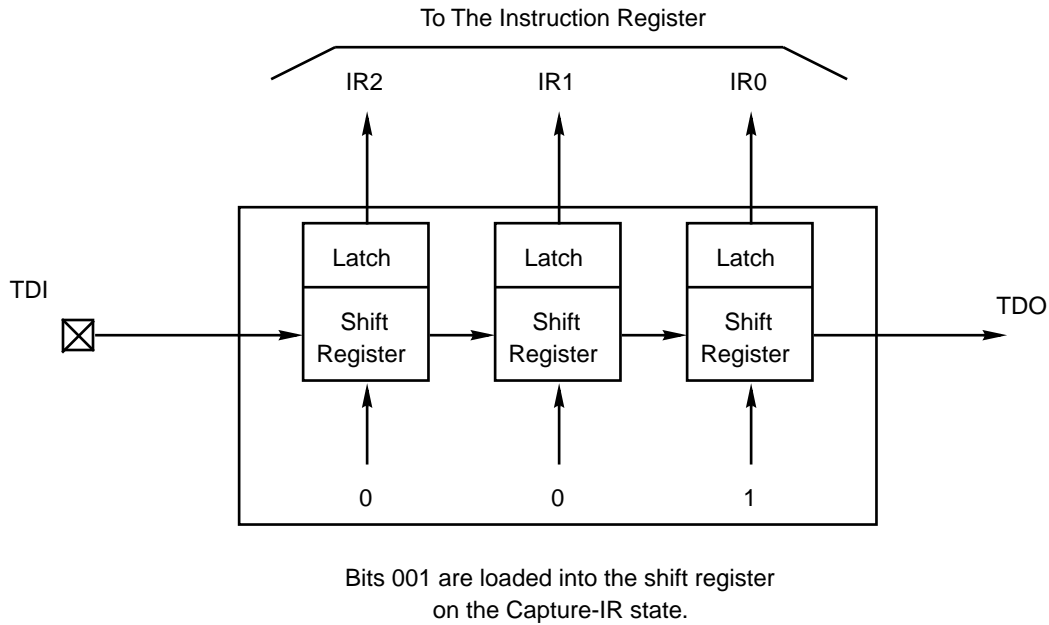 To The Instruction Register
IR2 IR1 IR0
Latch Latch Latch
TDI
TDO
Shift Shift Shift
Register Register Register
0 0 1
Bits 001 are loaded into the shift register
on the Capture-IR state.